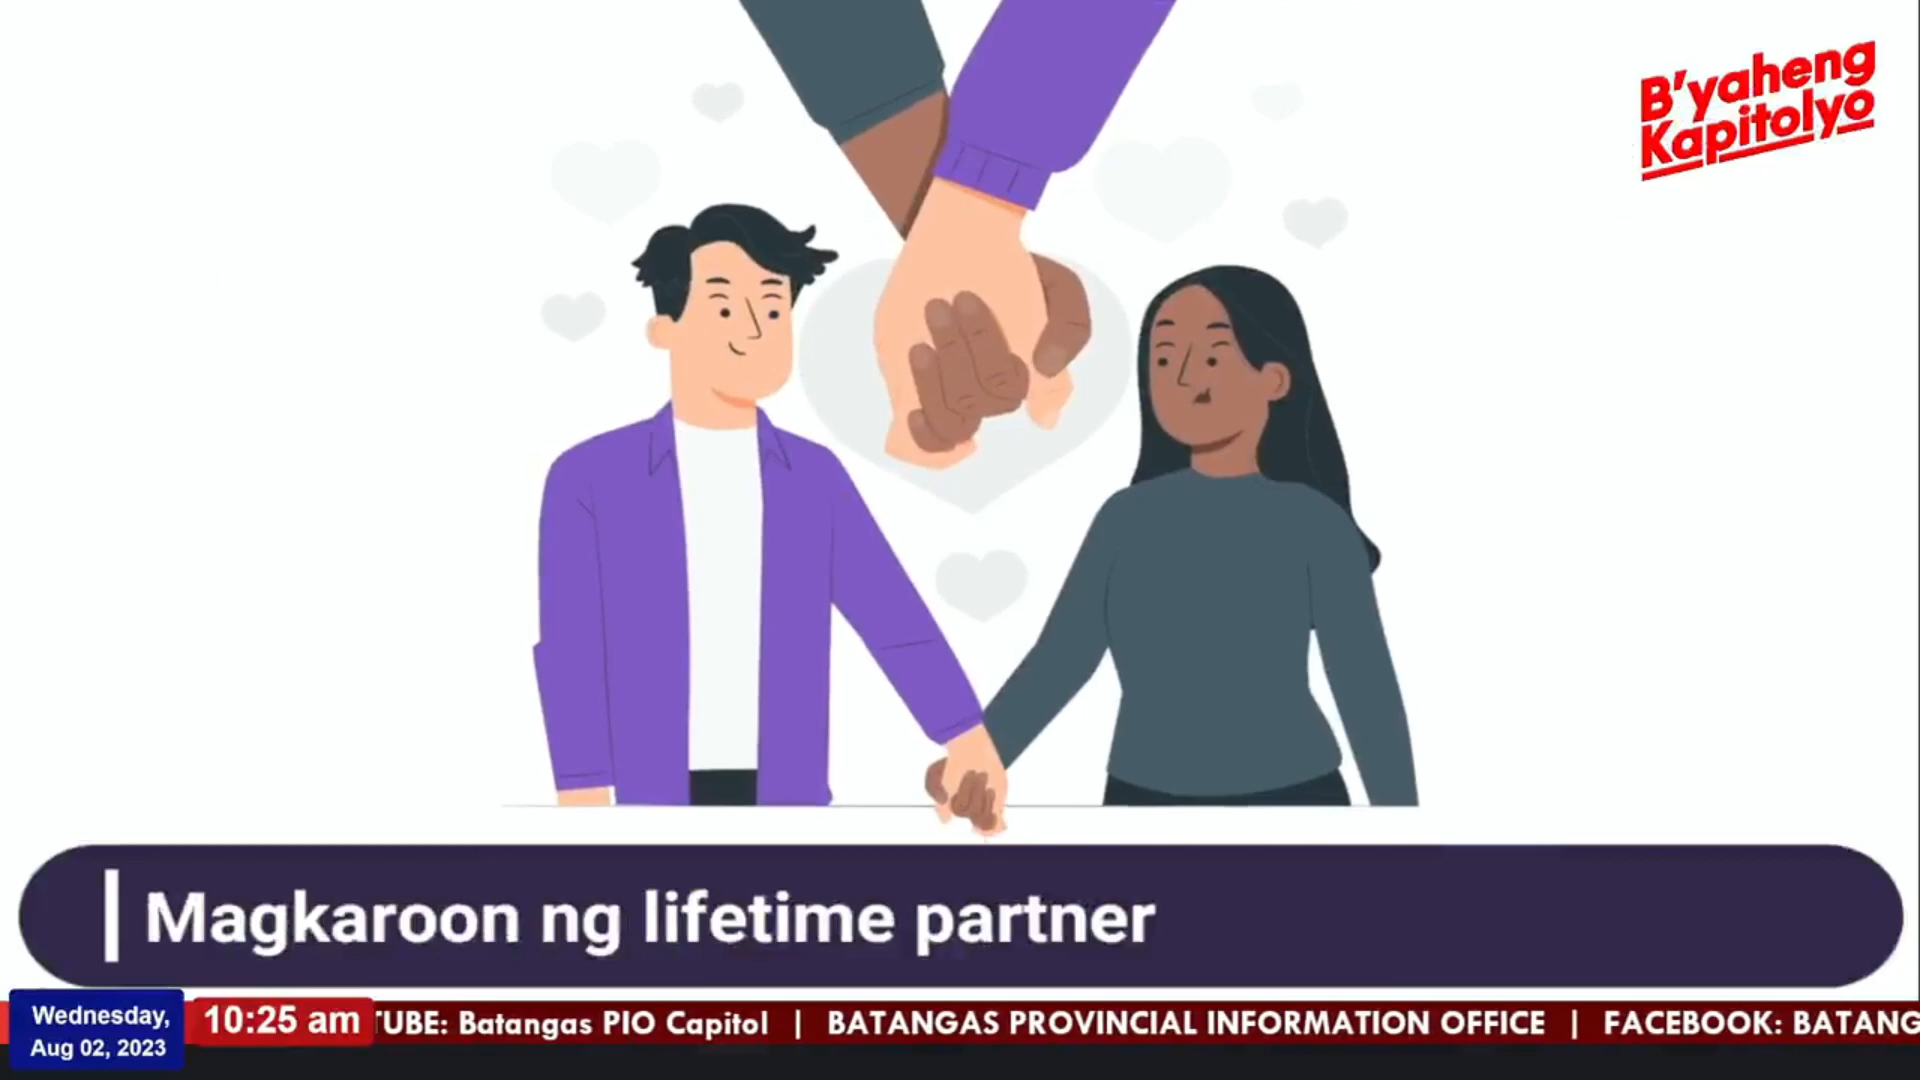 B'yaheng
Kapitolyo
Magkaroon ng lifetime partner
Wednesday,
Aug 02, 2023
10:25 am
TUBE: Batangas PIO Capitol | BATANGAS PROVINCIAL INFORMATION OFFICE | FACEBOOK: BATANG